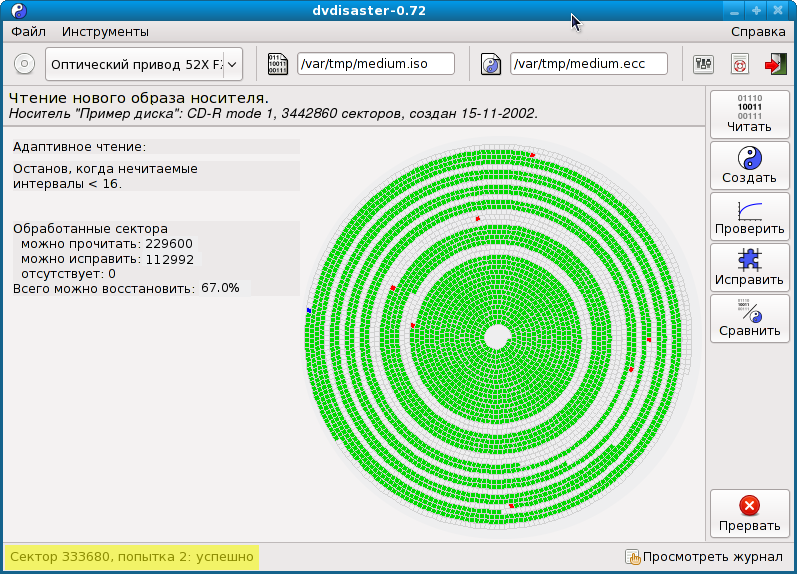 dvdisaster-0.72
Файл Инструменты Справка
Оптический привод 52X F /var/tmp/medium.iso /var/tmp/medium.ecc
Чтение нового образа носителя.
Носитель "Пример диска": CD-R mode 1, 3442860 секторов, создан 15-11-2002.
Адаптивное чтение:
Останов, когда нечитаемые
интервалы < 16.
Обработанные сектора
можно прочитать: 229600
можно исправить: 112992
отсутствует: 0
Всего можно восстановить: 67.0%
01110
10011
00111
Читать
Создать
Проверить
Исправить
Сравнить
Прервать
Сектор 333680, попытка 2: успешно
Просмотреть журнал